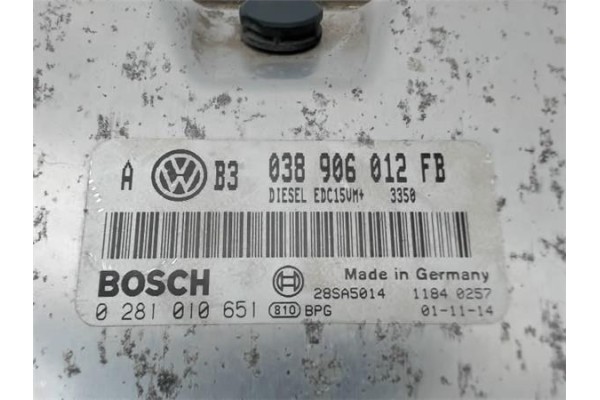 A VW B3 038 906 012 FB
DIESEL EDC15VM+ 3350
BOSCH Made in Germany
28SA5014 1184 0257
0 281 010 651 810 BPG 01-11-14